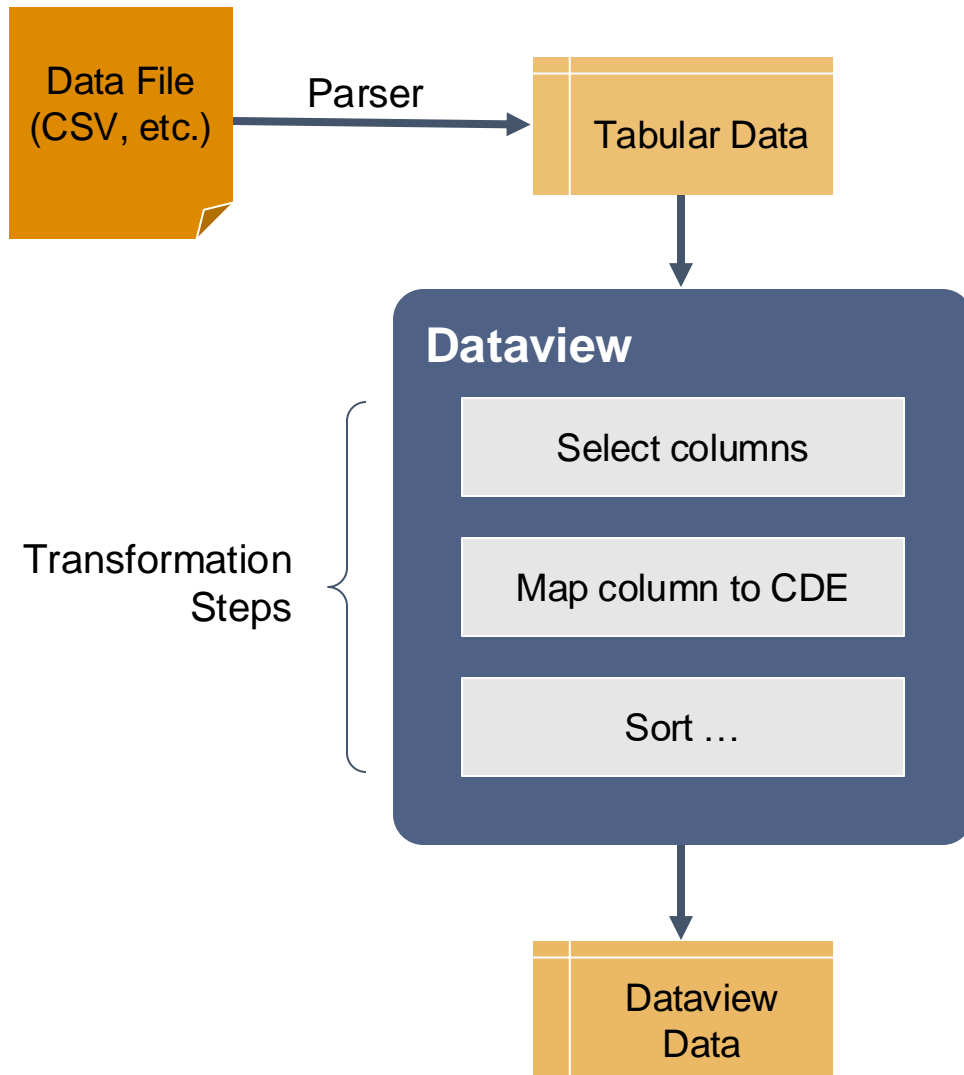 Data File
(CSV, etc.)
Parser
Tabular Data
Dataview
Select columns
Transformation
Steps
Map column to CDE
Sort …
Dataview
Data